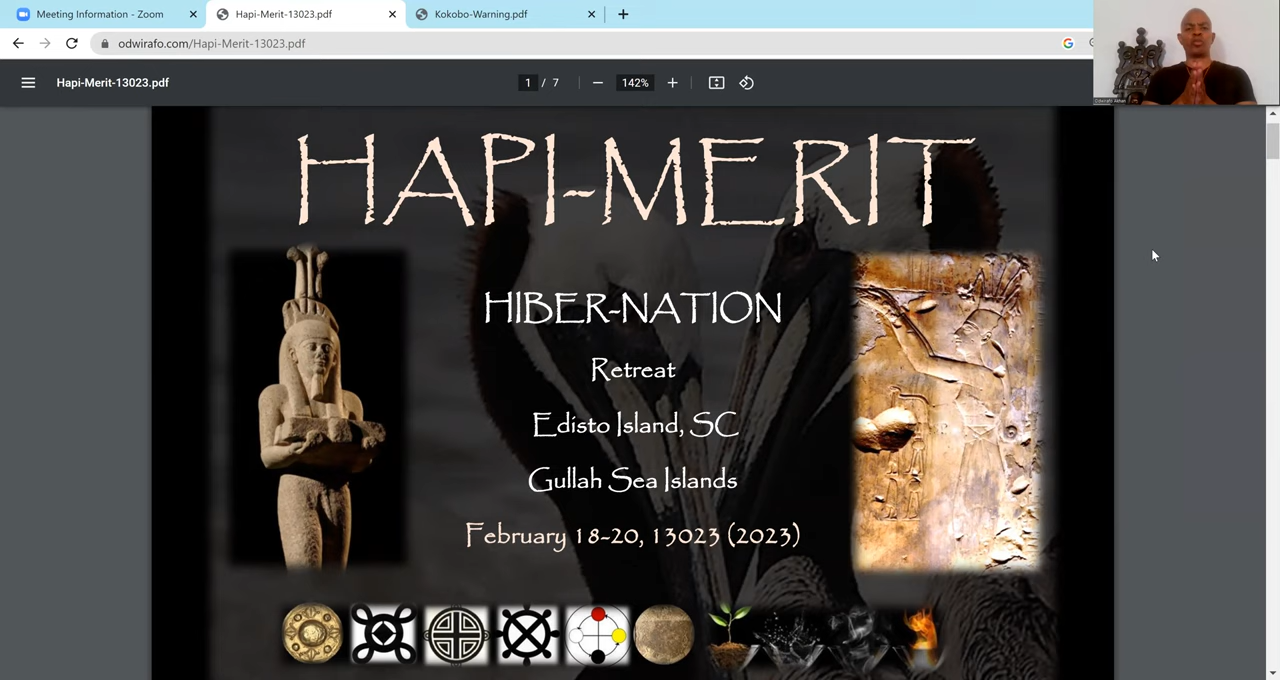 Meeting Information - Zoom
Hapi-Merit-13023.pdf
Kokobo-Warning.pdf
odwirafo.com/Hapi-Merit-13023.pdf
Hapi-Merit-13023.pdf
1 / 7
142%
Odwirafo Akhan
HAPI-MERIT
HIBER-NATION
Retreat
Edisto Island, SC
Gullah Sea Islands
February 18-20, 13023 (2023)